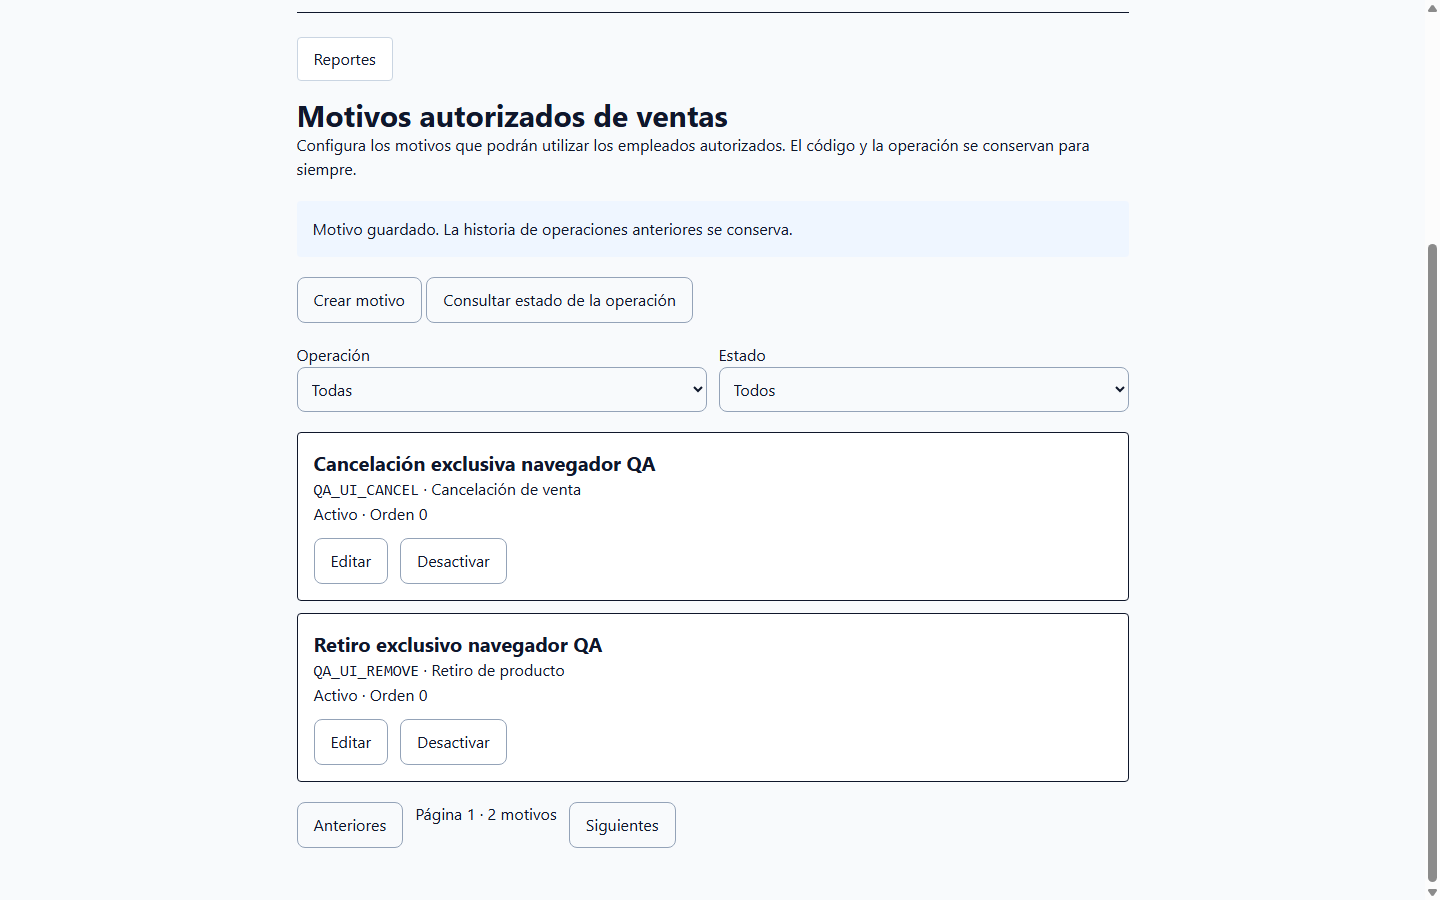 Reportes
Motivos autorizados de ventas
Configura los motivos que podrán utilizar los empleados autorizados. El código y la operación se conservan para
siempre.
Motivo guardado. La historia de operaciones anteriores se conserva.
Crear motivo Consultar estado de la operación
Operación Estado
Todas Todos
Cancelación exclusiva navegador QA
QA_UI_CANCEL · Cancelación de venta
Activo · Orden 0
Editar Desactivar
Retiro exclusivo navegador QA
QA_UI_REMOVE · Retiro de producto
Activo · Orden 0
Editar Desactivar
Anteriores Página 1 · 2 motivos Siguientes